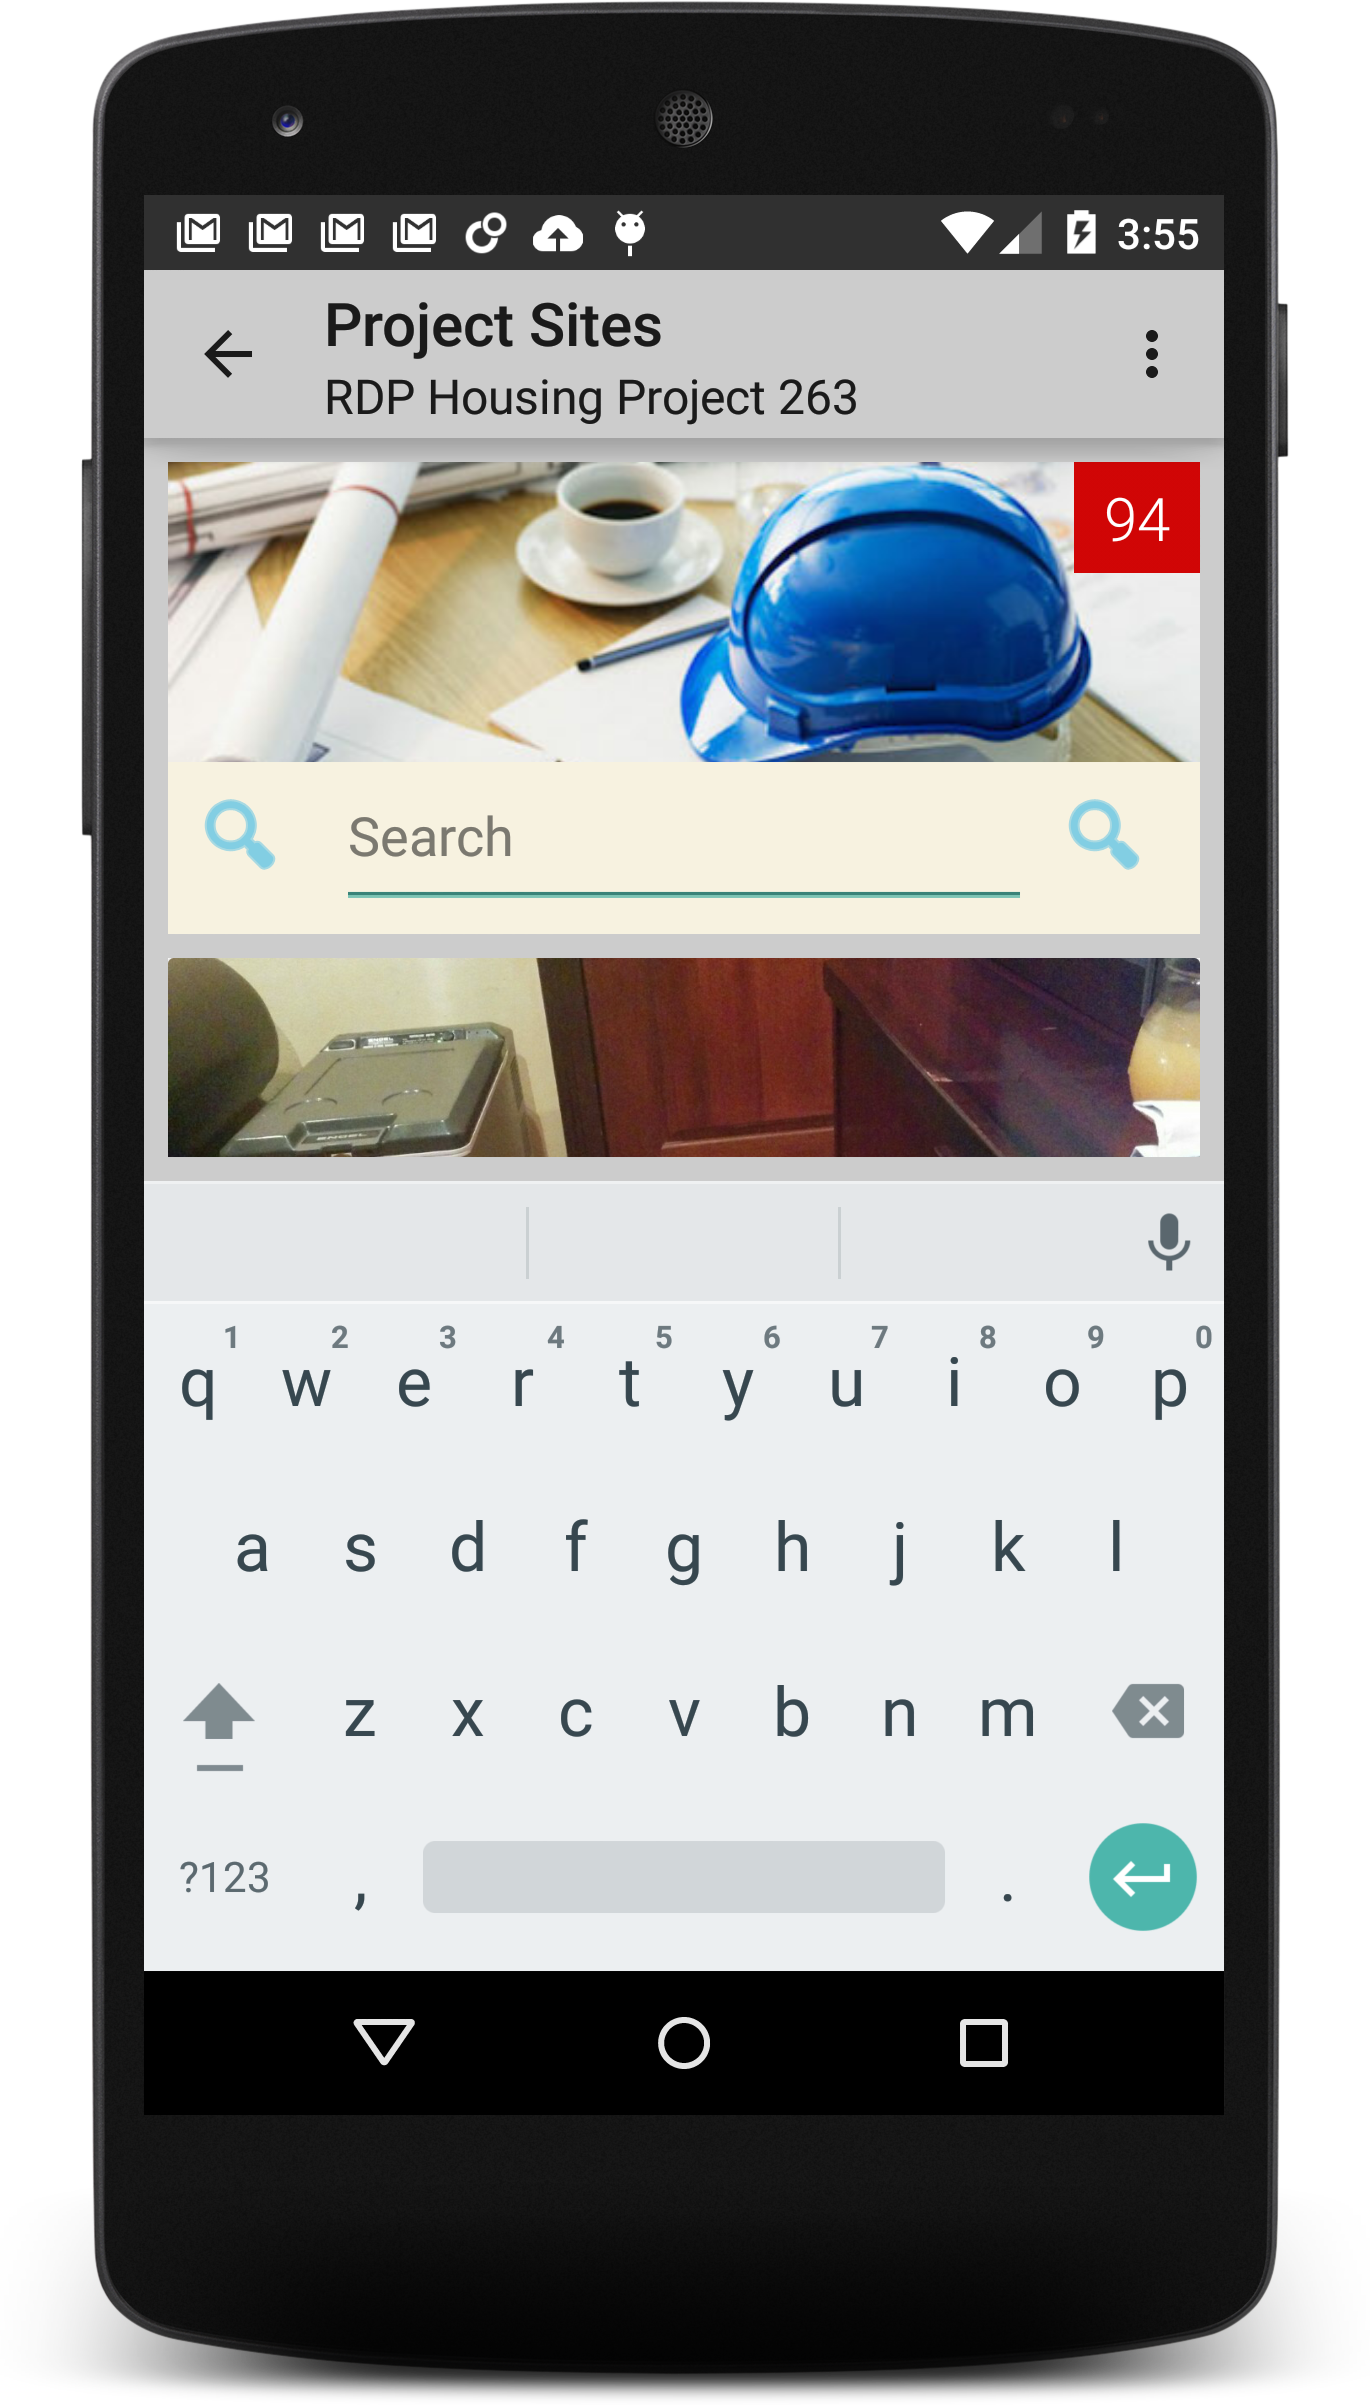 3:55
Project Sites
RDP Housing Project 263
94
Search
ENGEL
1 2 3 4 5 6 7 8 9 0
q w e r t y u i o p
a s d f g h j k l
z x c v b n m
?123 , .